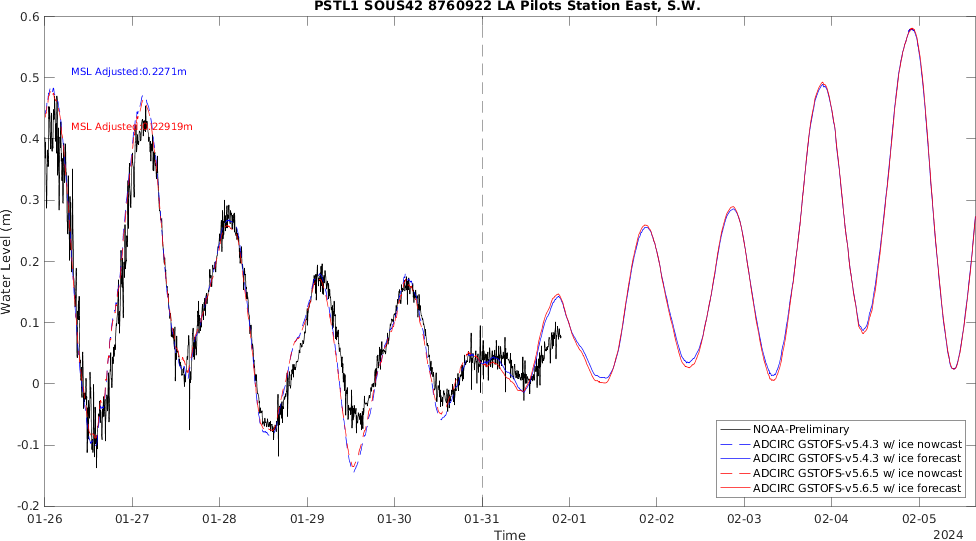 PSTL1 SOUS42 8760922 LA Pilots Station East, S.W.
0.6
0.5
0.4
0.3
0.2
0.1
0
-0.1
-0.2
Water Level (m)
MSL Adjusted:0.2271m
MSL Adjusted 22919m
NOAA-Preliminary
ADCIRC GSTOFS-v5.4.3 w/ ice nowcast
ADCIRC GSTOFS-v5.4.3 w/ ice forecast
ADCIRC GSTOFS-v5.6.5 w/ ice nowcast
ADCIRC GSTOFS-v5.6.5 w/ ice forecast
01-26 01-27 01-28 01-29 01-30 01-31 02-01 02-02 02-03 02-04 02-05
Time
2024